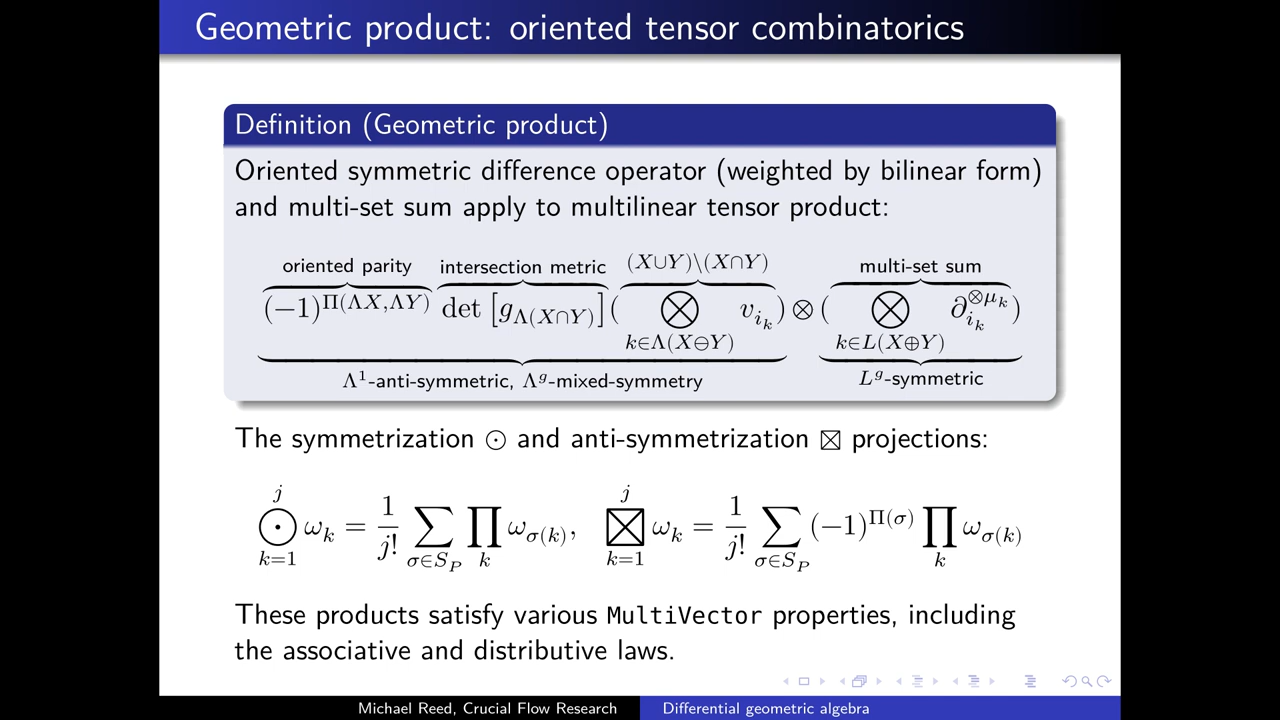 Geometric product: oriented tensor combinatorics
Definition (Geometric product)
Oriented symmetric difference operator (weighted by bilinear form)
and multi-set sum apply to multilinear tensor product:
oriented parity intersection metric (X∪Y)\(X∩Y) multi-set sum
(−1)^{Π(ΛX,ΛY)} det [g_{Λ(X∩Y)}] ( ⨂_{k∈Λ(X⊖Y)} v_{i_k} ) ⊗ ( ⨂_{k∈L(X⊕Y)} ∂_{i_k}^{⊗μ_k} )
Λ¹-anti-symmetric, Λ^g-mixed-symmetry L^g-symmetric
The symmetrization ⊙ and anti-symmetrization ⊠ projections:
⊙_{k=1}^{j} ω_k = \frac{1}{j!} ∑_{σ∈S_P} ∏_k ω_{σ(k)}, ⊠_{k=1}^{j} ω_k = \frac{1}{j!} ∑_{σ∈S_P} (−1)^{Π(σ)} ∏_k ω_{σ(k)}
These products satisfy various MultiVector properties, including
the associative and distributive laws.
Michael Reed, Crucial Flow Research Differential geometric algebra